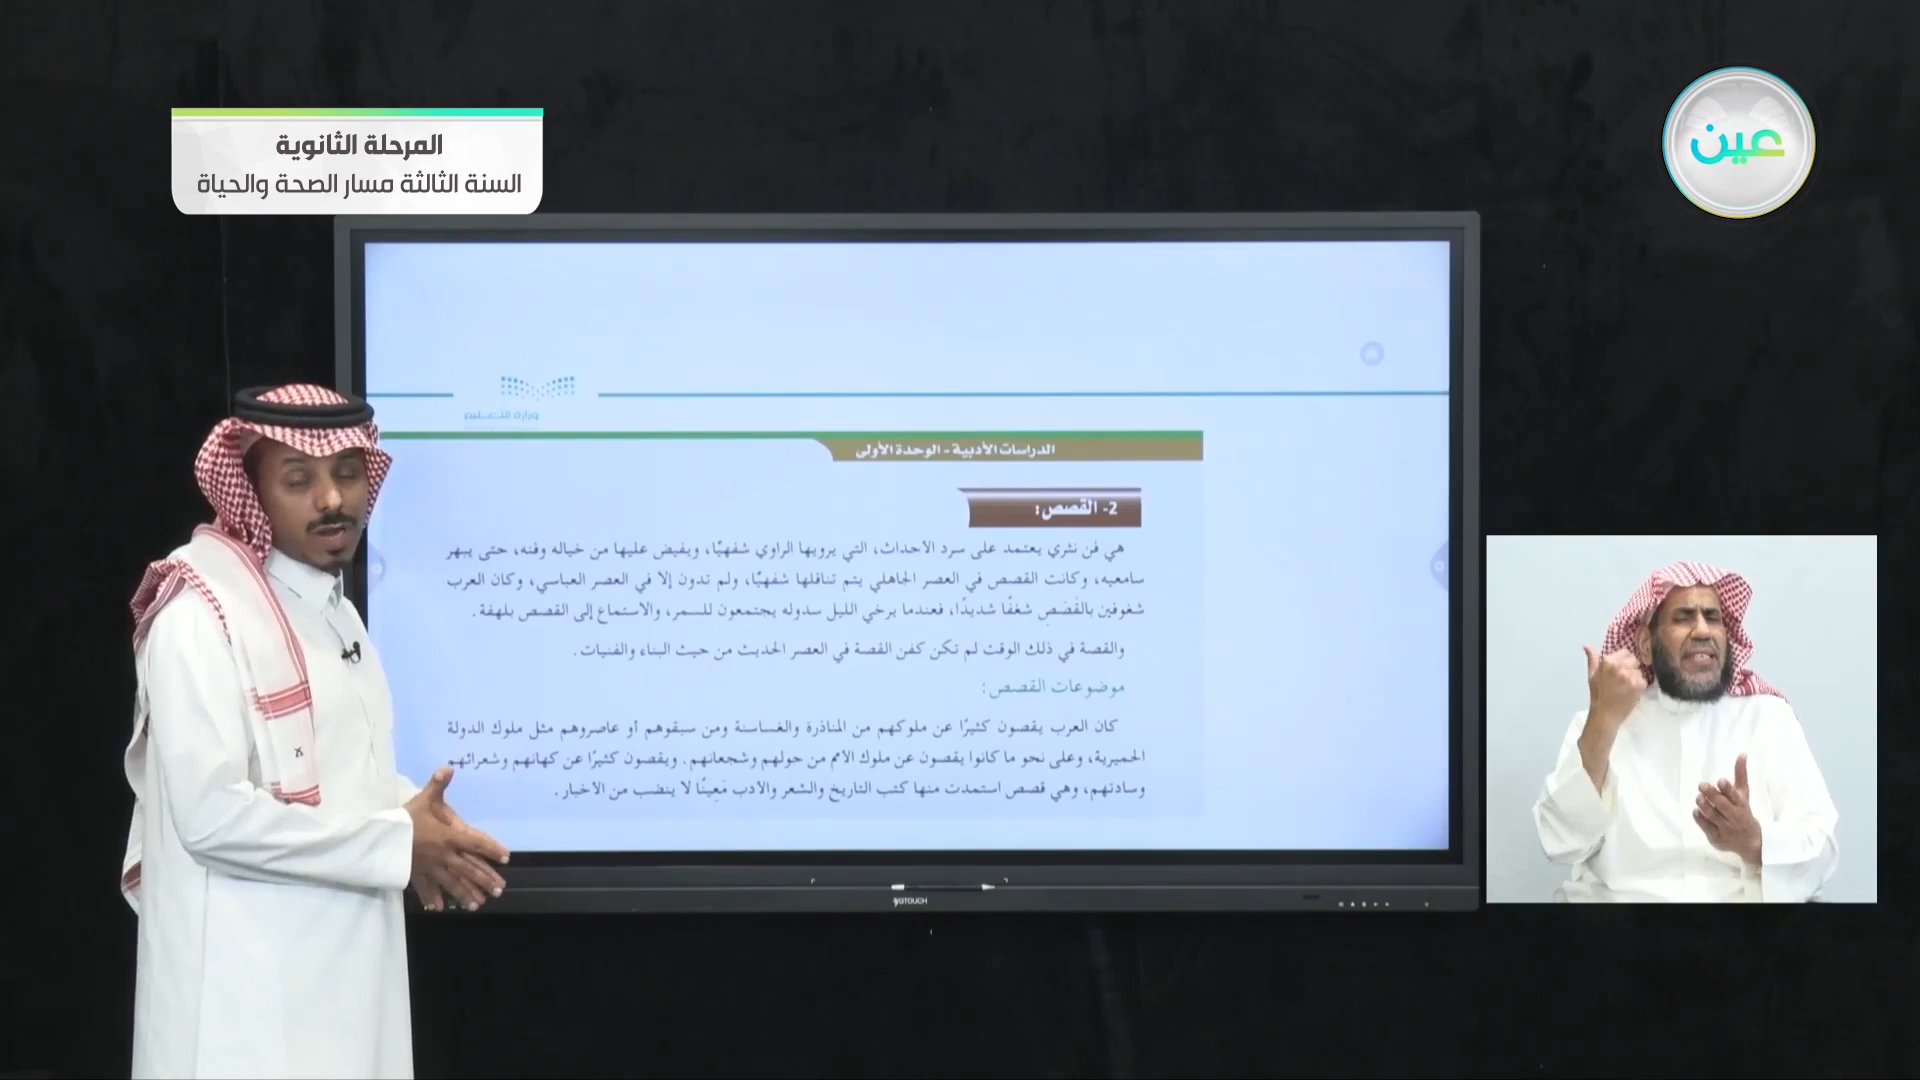 المرحلة الثانوية
السنة الثالثة مسار الصحة والحياة
عين
وزارة التعليم
الدراسات الأدبية - الوحدة الأولى
2- القصص:
هي فن نثري يعتمد على سرد الأحداث، التي يرويها الراوي شفهيًا، ويفيض عليها من خياله وفنه، حتى يبهر
سامعيه، وكانت القصص في العصر الجاهلي يتم تناقلها شفهيًا، ولم تدون إلا في العصر العباسي، وكان العرب
شغوفين بالقَصَصِ شغفًا شديدًا، فعندما يرخي الليل سدوله يجتمعون للسمر، والاستماع إلى القصص بلهفة.
والقصة في ذلك الوقت لم تكن كفن القصة في العصر الحديث من حيث البناء والفنيات.
موضوعات القصص:
كان العرب يقصون كثيرًا عن ملوكهم من المناذرة والغساسنة ومن سبقوهم أو عاصروهم مثل ملوك الدولة
الحميرية، وعلى نحو ما كانوا يقصون عن ملوك الأمم من حولهم وشجعانهم. ويقصون كثيرًا عن كهانهم وشعرائهم
وسادتهم، وهي قصص استمدت منها كتب التاريخ والشعر والأدب مَعِينًا لا ينضب من الأخبار.